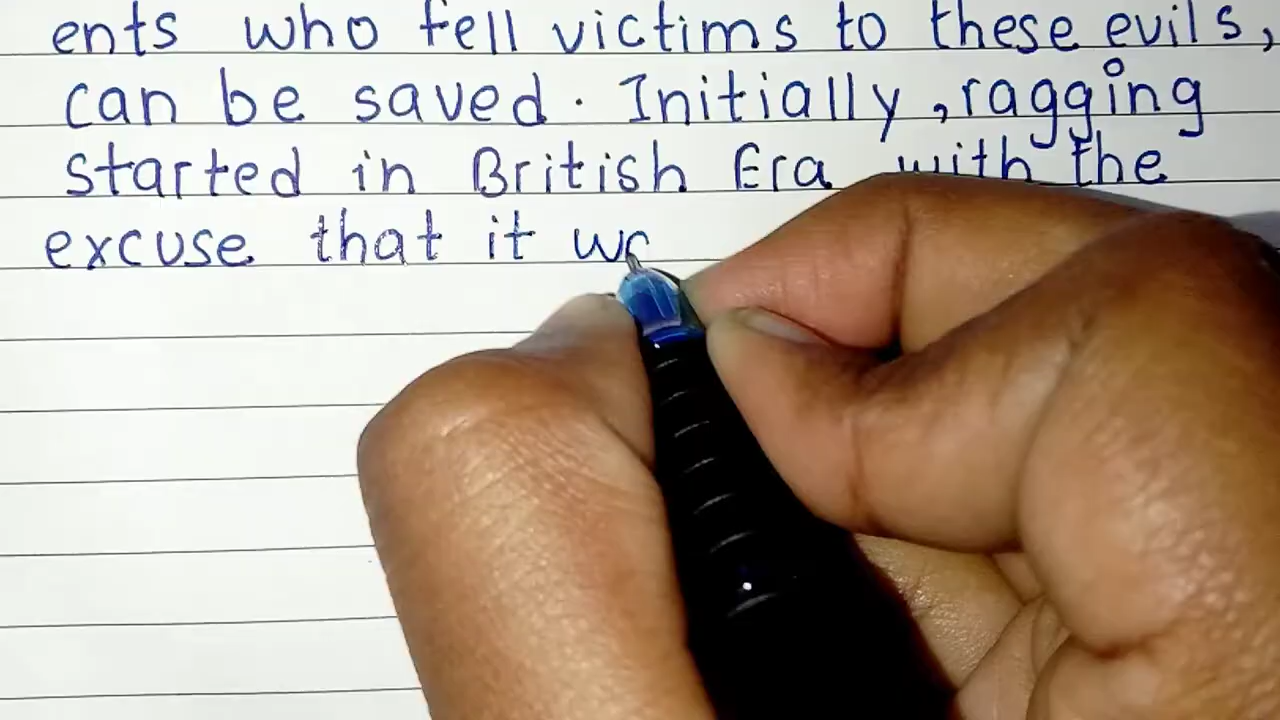 ents who fell victims to these evils,
can be saved. Initially, ragging
started in British Era with the
excuse that it